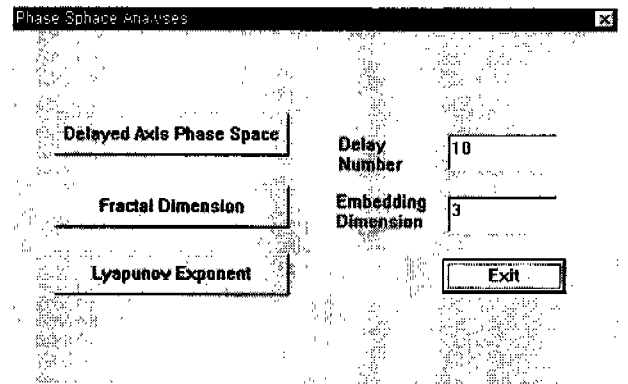 Phase Sphace Analyses
Delayed Axis Phase Space
Delay
Number
10
Fractal Dimension
Embedding
Dimension
3
Lyapunov Exponent
Exit